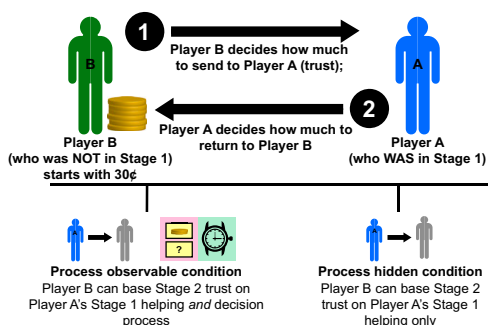 1
Player B decides how much
to send to Player A (trust);
B
A
2
Player A decides how much to
return to Player B
Player B
(who was NOT in Stage 1)
starts with 30¢
Player A
(who WAS in Stage 1)
A
?
Process observable condition
Player B can base Stage 2 trust on
Player A's Stage 1 helping and decision
process
A
Process hidden condition
Player B can base Stage 2
trust on Player A's Stage 1
helping only